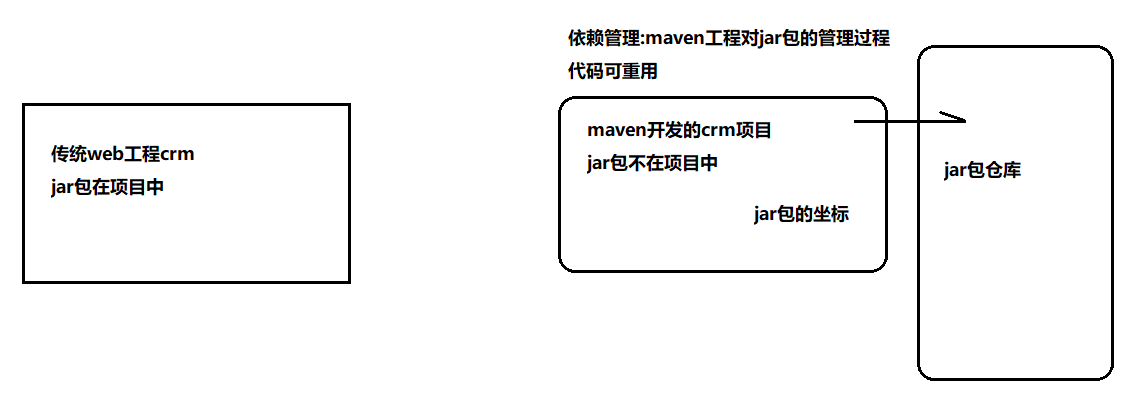 传统web工程crm
jar包在项目中
依赖管理:maven工程对jar包的管理过程
代码可重用
maven开发的crm项目
jar包不在项目中
jar包的坐标
jar包仓库